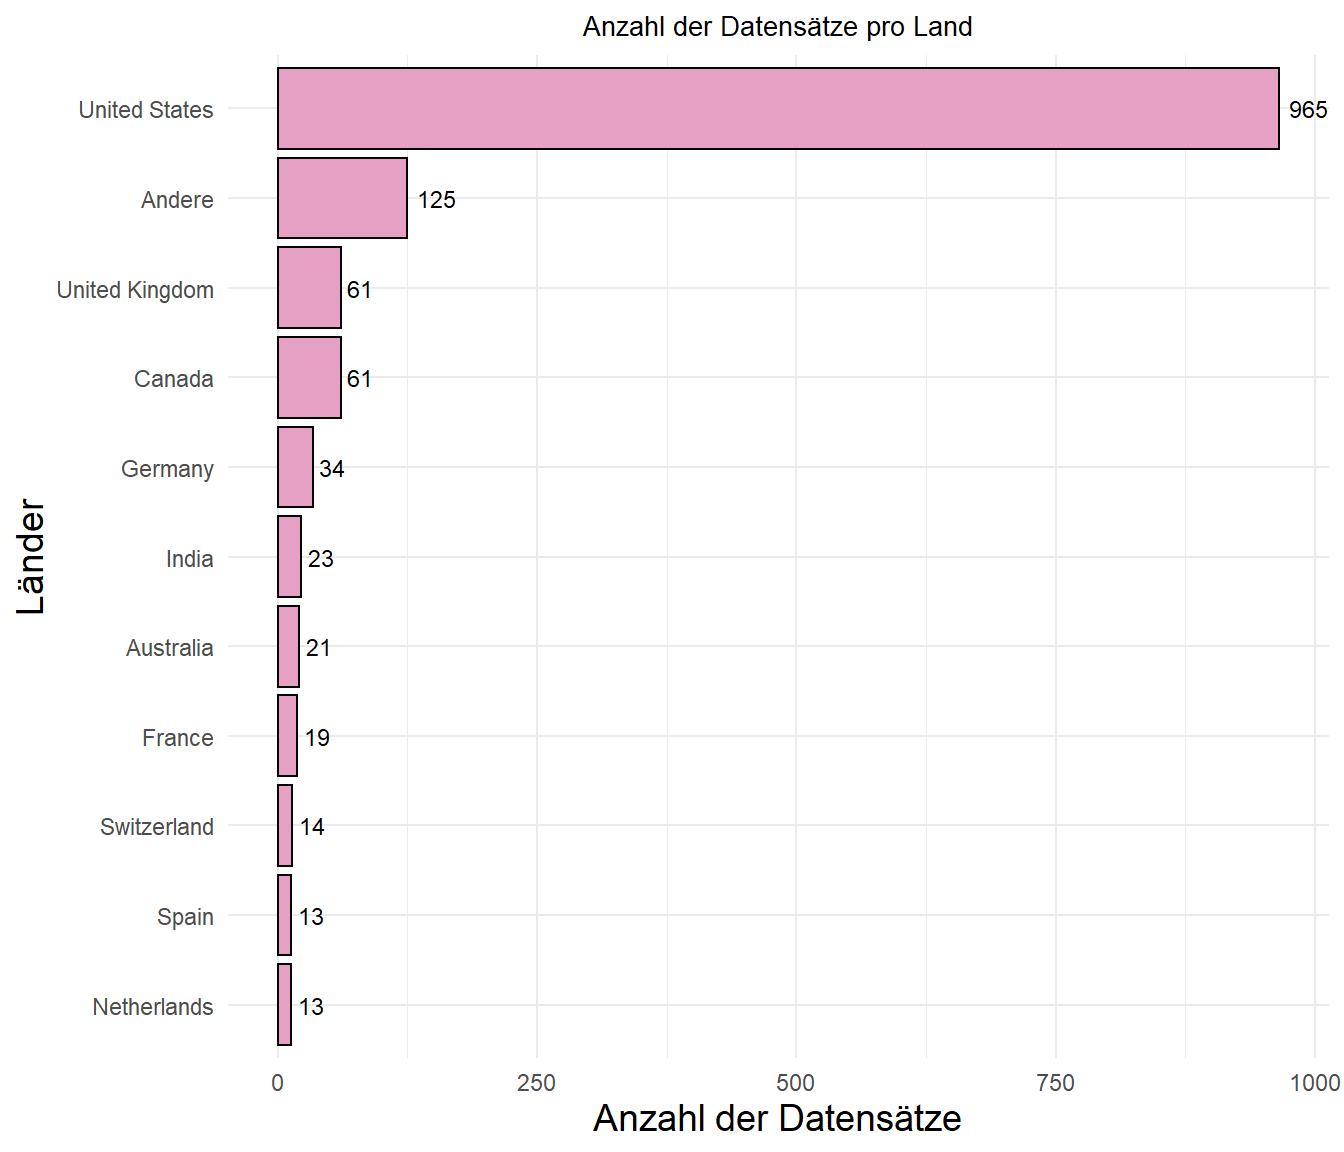 Anzahl der Datensätze pro Land
United States 965
Andere 125
United Kingdom 61
Canada 61
Germany 34
India 23
Australia 21
France 19
Switzerland 14
Spain 13
Netherlands 13
Länder
0 250 500 750 1000
Anzahl der Datensätze